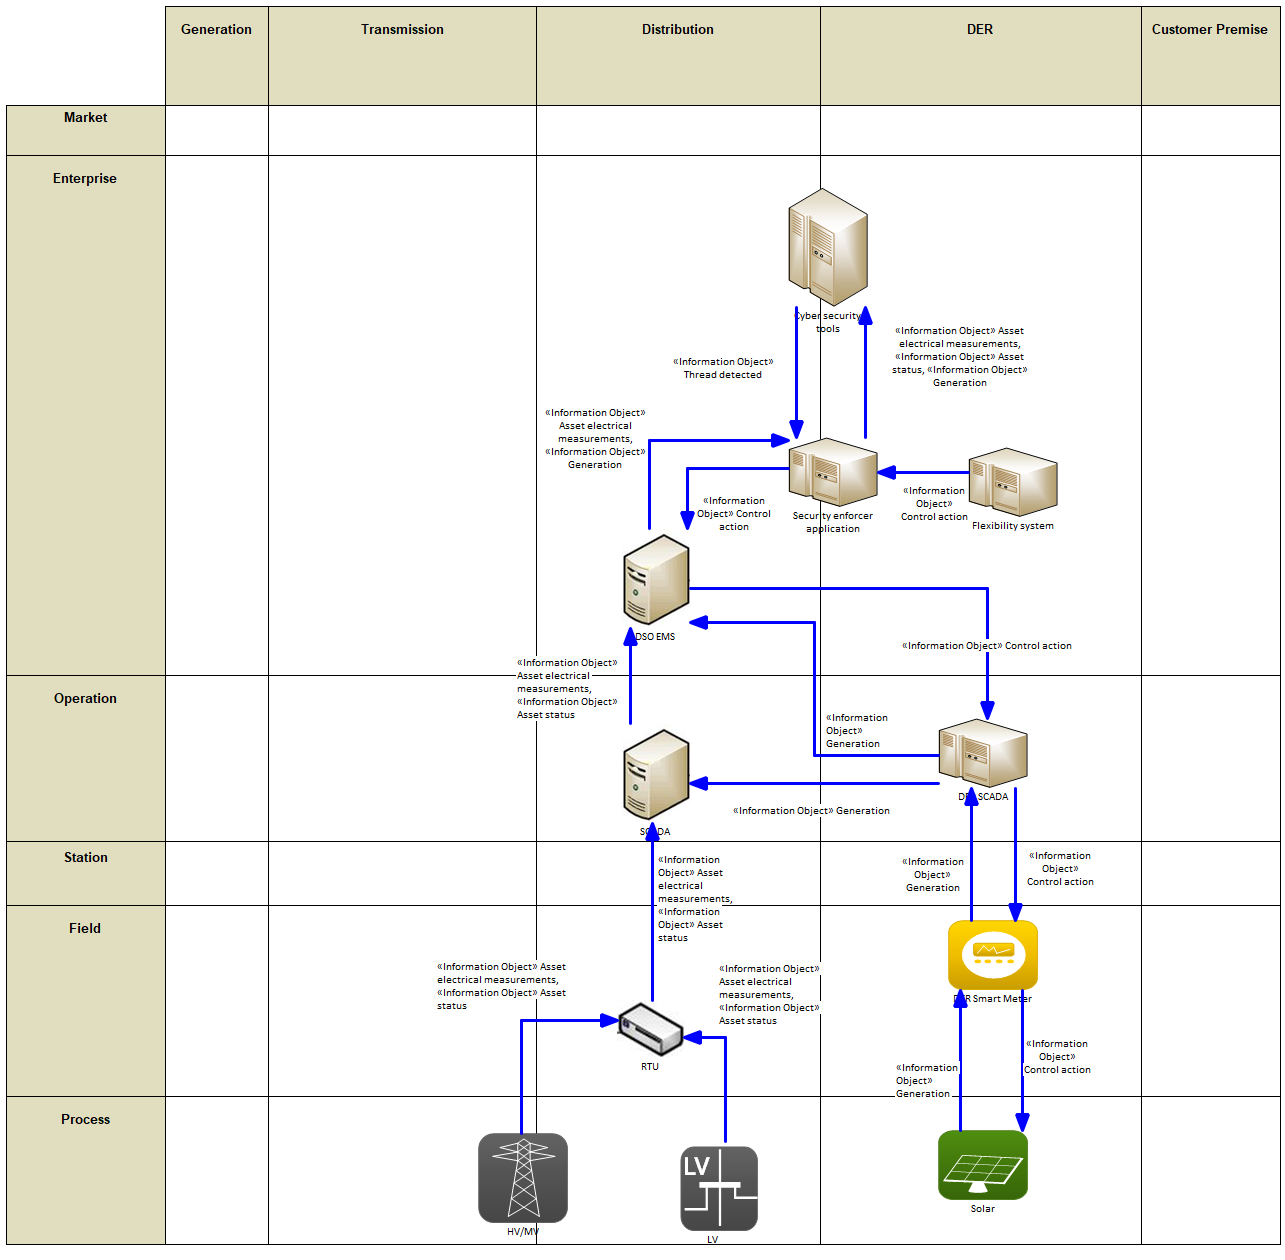 Generation
Transmission
Distribution
DER
Customer Premise
Market
Enterprise
Cyber security
tools
«Information Object»
Thread detected
«Information Object» Asset
electrical measurements,
«Information Object» Asset
status, «Information Object»
Generation
«Information Object»
Asset electrical
measurements,
«Information Object»
Generation
«Information
Object» Control
action
Security enforcer
application
«Information
Object»
Control action
Flexibility system
DSO EMS
«Information Object» Control action
«Information Object»
Asset electrical
measurements,
«Information Object»
Asset status
Operation
«Information
Object»
Generation
DER SCADA
«Information Object» Generation
SCADA
Station
«Information
Object» Asset
electrical
measurements,
«Information
Object» Asset
status
«Information
Object»
Generation
«Information
Object»
Control action
Field
«Information Object» Asset
electrical measurements,
«Information Object» Asset
status
«Information Object»
Asset electrical
measurements,
«Information Object»
Asset status
DER Smart Meter
RTU
«Information
Object»
Generation
«Information
Object»
Control action
Process
LV
HV/MV
LV
Solar